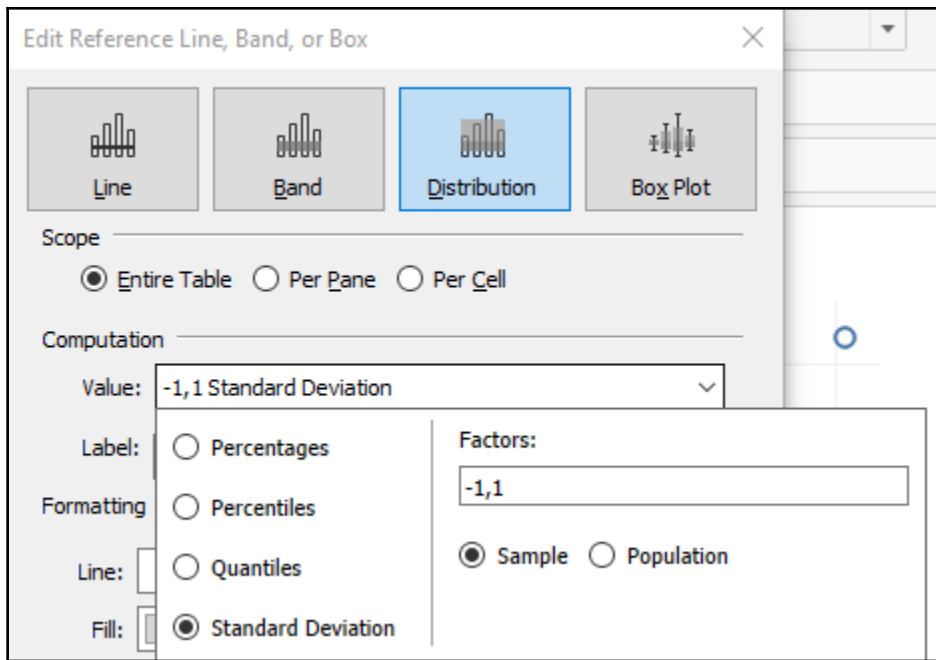 Edit Reference Line, Band, or Box
Line Band Distribution Box Plot
Scope
Entire Table Per Pane Per Cell
Computation
Value: -1,1 Standard Deviation
Label: Percentages Factors:
-1,1
Formatting Percentiles
Sample Population
Line: Quantiles
Fill: Standard Deviation